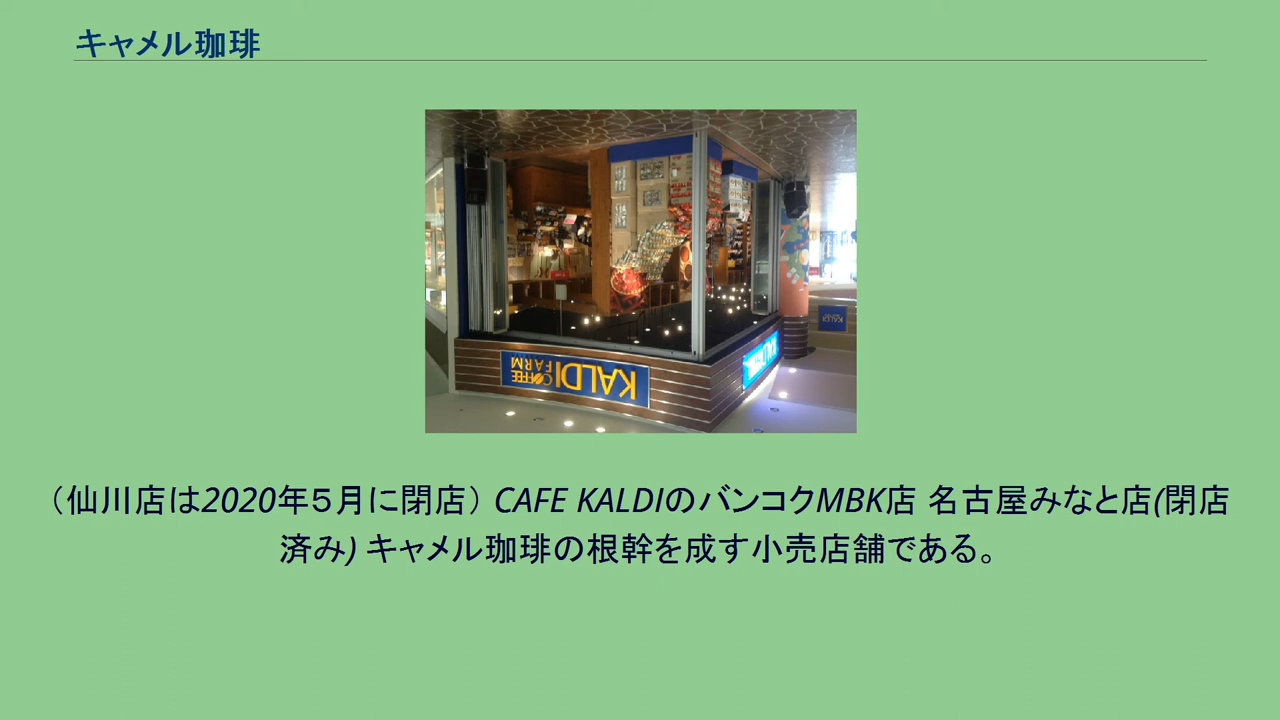 キャメル珈琲
KALDI
COFFEE
FARM
KALDI
KALDI
（仙川店は2020年５月に閉店） CAFE KALDIのバンコクMBK店 名古屋みなと店(閉店
済み) キャメル珈琲の根幹を成す小売店舗である。